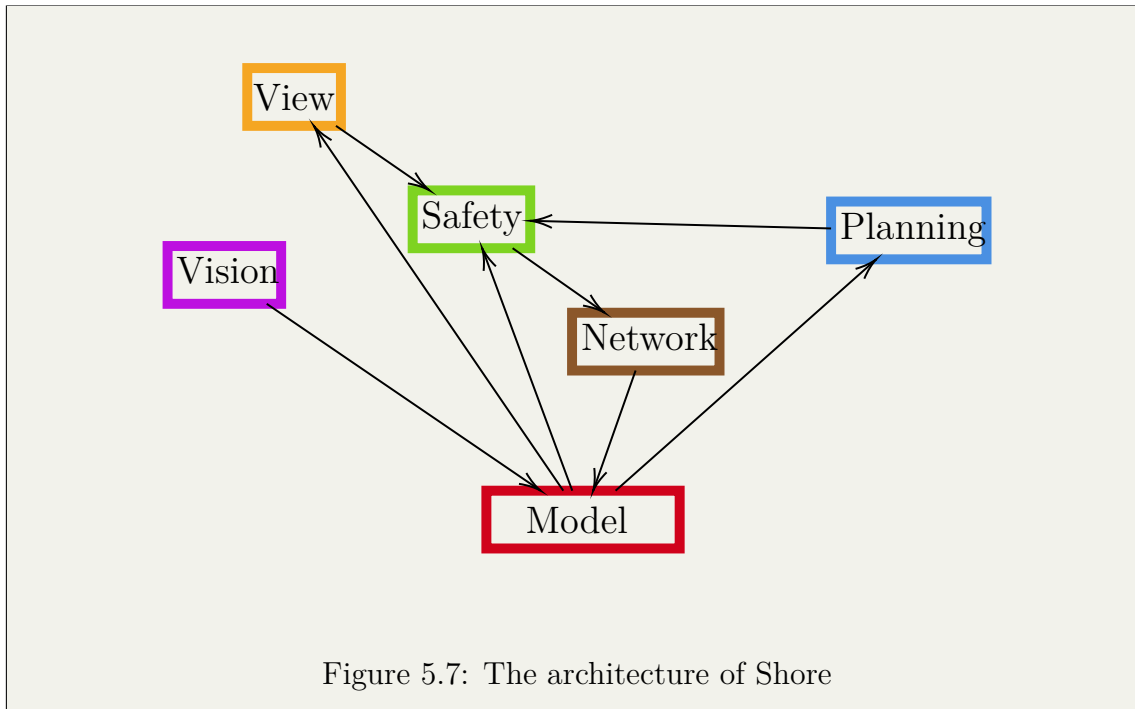 View
Safety
Planning
Vision
Network
Model
Figure 5.7: The architecture of Shore